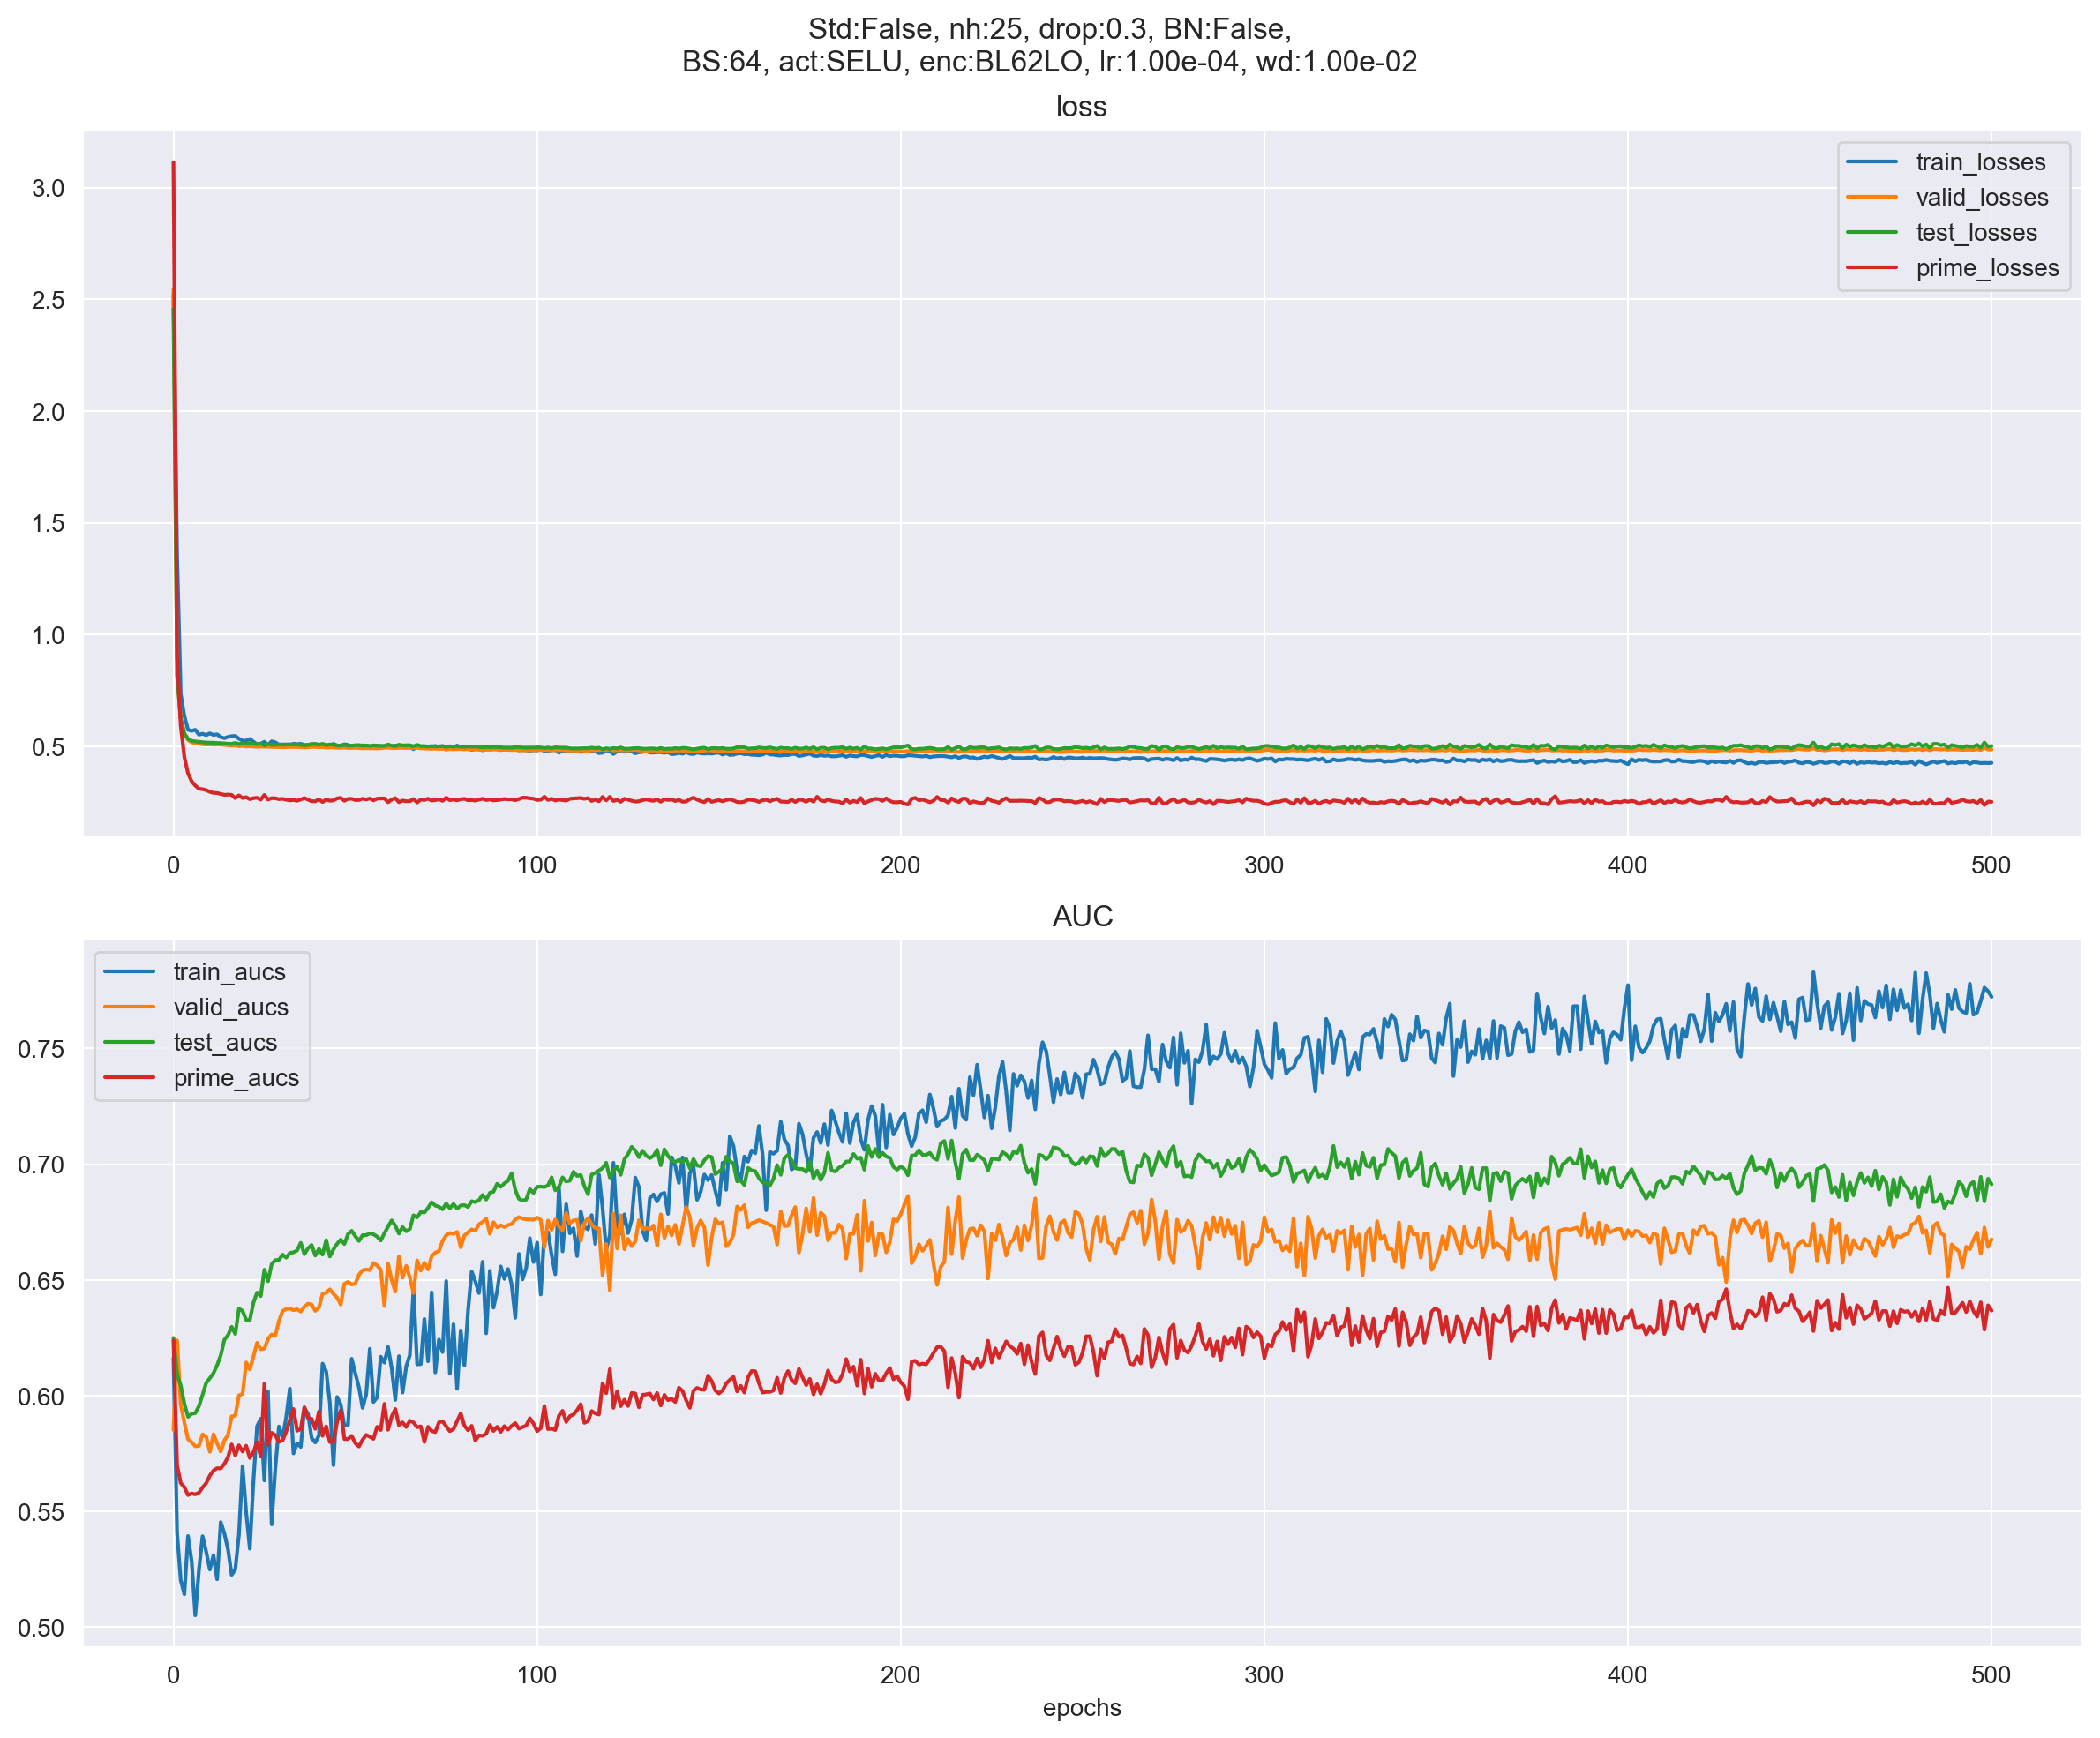 Std:False, nh:25, drop:0.3, BN:False,
BS:64, act:SELU, enc:BL62LO, lr:1.00e-04, wd:1.00e-02
loss
3.0
2.5
2.0
1.5
1.0
0.5
train_losses
valid_losses
test_losses
prime_losses
0 100 200 300 400 500
AUC
train_aucs
valid_aucs
test_aucs
prime_aucs
0.75
0.70
0.65
0.60
0.55
0.50
0 100 200 300 400 500
epochs